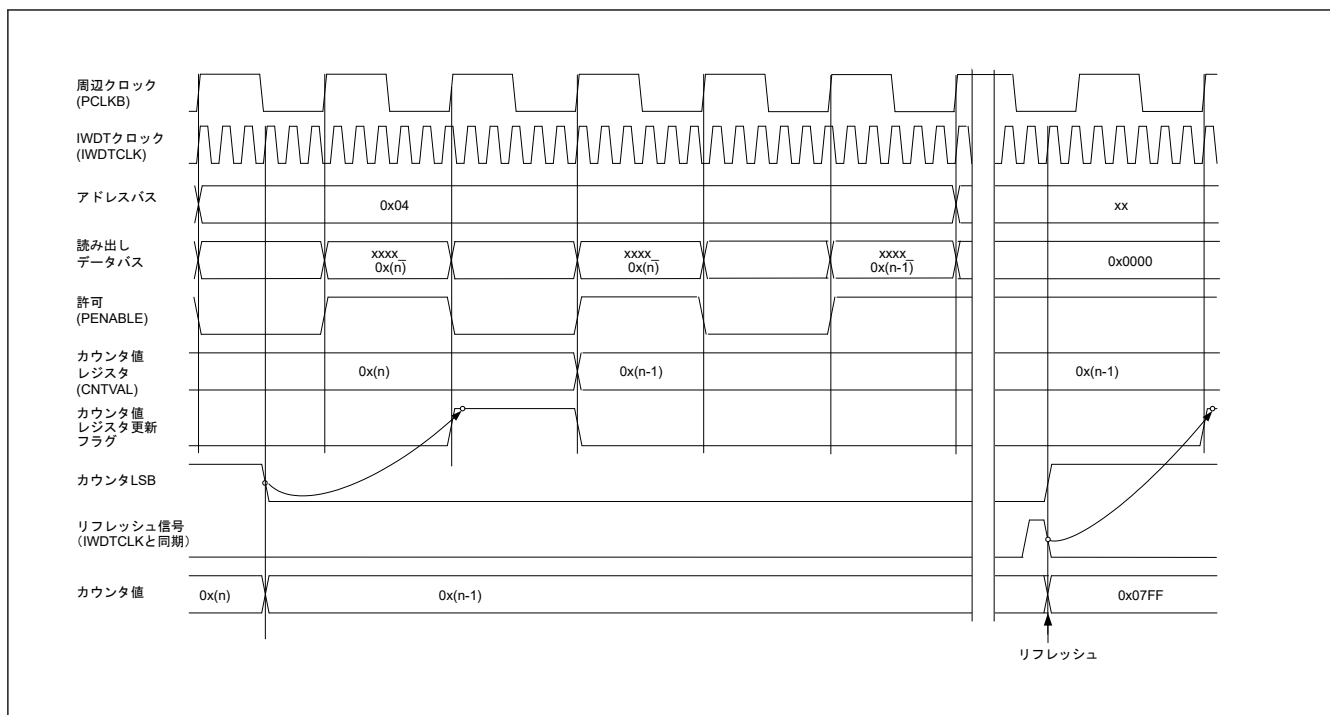 周辺クロック
(PCLKB)
IWDTクロック
(IWDTCLK)
アドレスバス
0x04
xx
読み出し
データバス
xxxx_
0x(n)
xxxx_
0x(n)
xxxx_
0x(n-1)
0x0000
許可
(PENABLE)
カウンタ値
レジスタ
(CNTVAL)
0x(n)
0x(n-1)
0x(n-1)
カウンタ値
レジスタ更新
フラグ
カウンタLSB
リフレッシュ信号
（IWDTCLKと同期）
カウンタ値
0x(n)
0x(n-1)
0x07FF
リフレッシュ